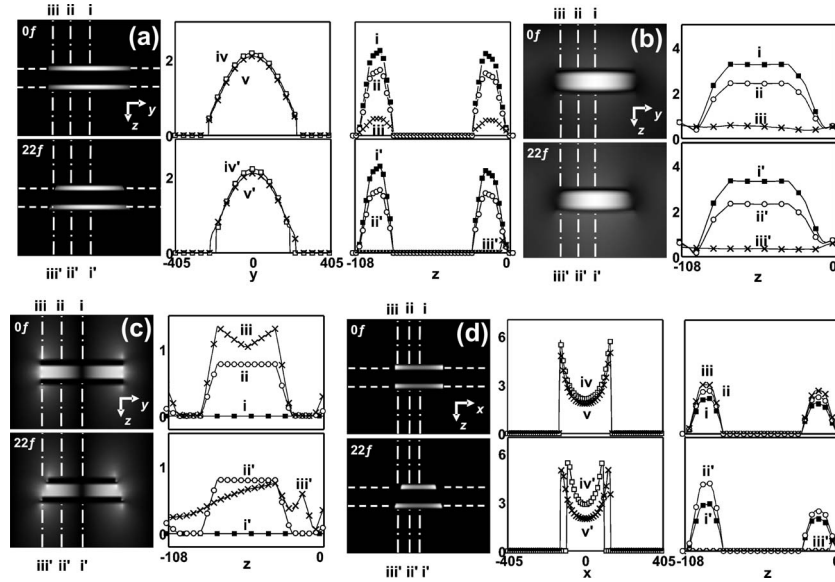 iii ii i
0f (a)
y
z
22f
iii' ii' i'
2
iv
v
0
2
iv'
v'
0
-405 0 405
y
i
ii
iii
i'
ii'
iii'
-108 0
z
iii ii i
0f (b)
y
z
22f
iii' ii' i'
4
2
0
i
ii
iii
4
2
0
i'
ii'
iii'
-108 0
z
iii ii i
0f (c)
y
z
22f
iii' ii' i'
1
0
iii
ii
i
1
0
ii'
iii'
i'
-108 0
z
iii ii i
0f (d)
x
z
22f
iii' ii' i'
6
3
0
iv
v
6
3
0
iv'
v'
-405 0 405
x
iii
ii
i
ii'
i'
iii'
-108 0
z